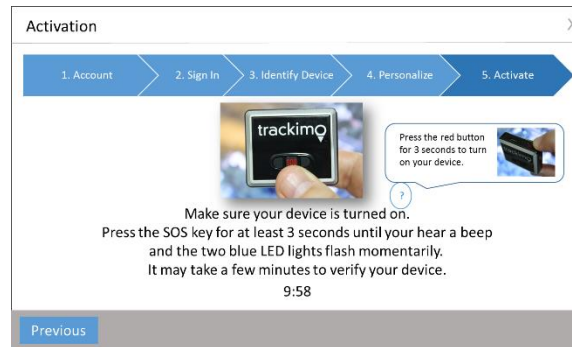 Activation
X
1. Account
2. Sign In
3. Identify Device
4. Personalize
5. Activate
trackimo
Press the red button
for 3 seconds to turn
on your device.
trackimo
?
Make sure your device is turned on.
Press the SOS key for at least 3 seconds until your hear a beep
and the two blue LED lights flash momentarily.
It may take a few minutes to verify your device.
9:58
Previous